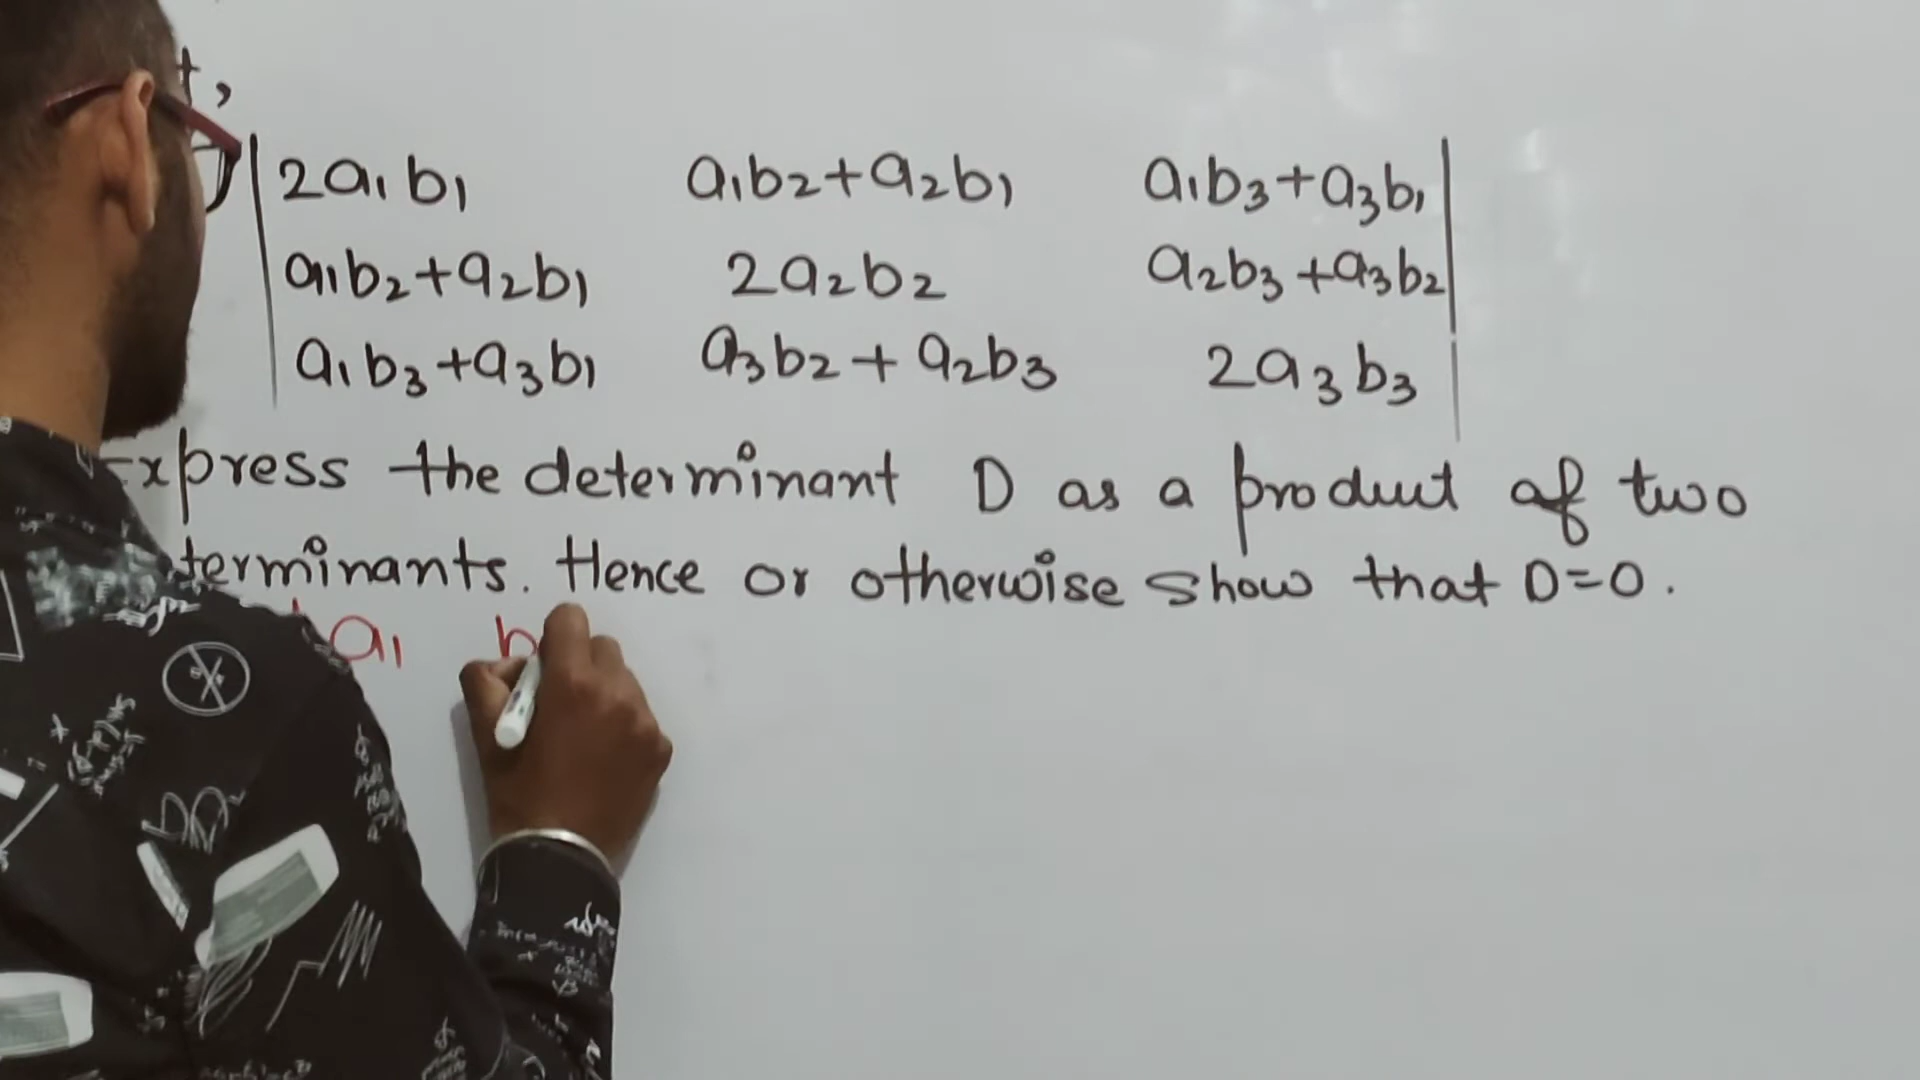 t,
2a₁b₁ a₁b₂+a₂b₁ a₁b₃+a₃b₁
a₁b₂+a₂b₁ 2a₂b₂ a₂b₃+a₃b₂
a₁b₃+a₃b₁ a₃b₂+a₂b₃ 2a₃b₃
Express the determinant D as a product of two
terminants. Hence or otherwise show that D=0.
a₁ b